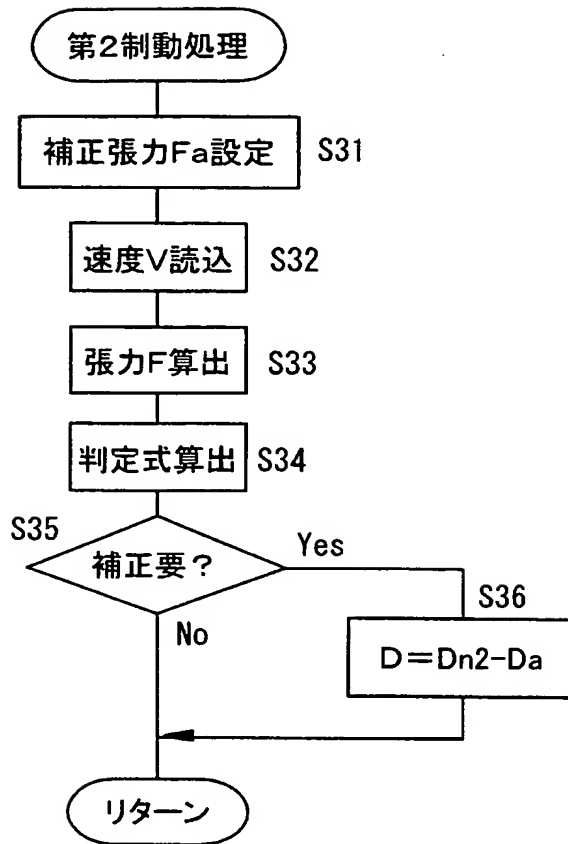 第2制動処理
補正張力Fa設定 S31
速度V読込 S32
張力F算出 S33
判定式算出 S34
S35
補正要?
Yes
No
S36
D=Dn2-Da
リターン